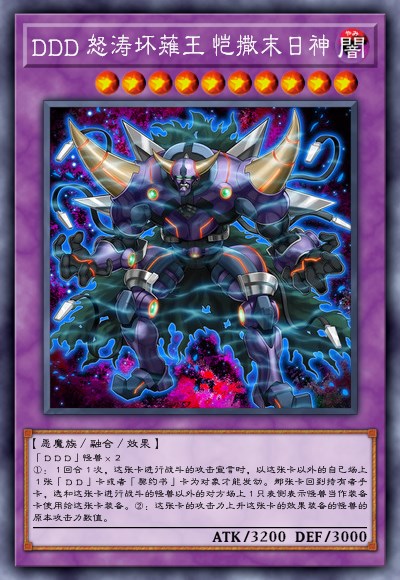 DDD 怒涛坏薙王 恺撒末日神
やみ
闇
【恶魔族／融合／效果】
「DDD」怪兽×2
①：1回合1次，这张卡进行战斗的攻击宣言时，以这张卡以外的自己场上
1张「DD」卡或者「契约书」卡为对象才能发动。那张卡回到持有者手
卡，选和这张卡进行战斗的怪兽以外的对方场上1只表侧表示怪兽当作装备
卡使用给这张卡装备。②：这张卡的攻击力上升这张卡的效果装备的怪兽的
原本攻击力数值。
ATK/3200 DEF/3000